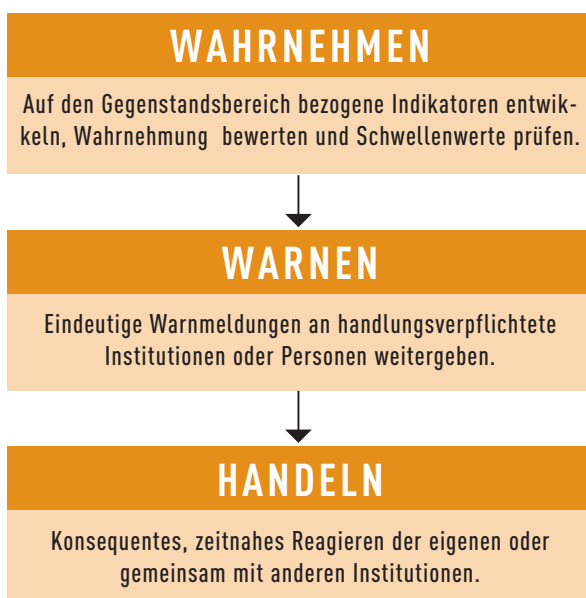 WAHRNEHMEN
Auf den Gegenstandsbereich bezogene Indikatoren entwik-
keln, Wahrnehmung bewerten und Schwellenwerte prüfen.
WARNEN
Eindeutige Warnmeldungen an handlungsverpflichtete
Institutionen oder Personen weitergeben.
HANDELN
Konsequentes, zeitnahes Reagieren der eigenen oder
gemeinsam mit anderen Institutionen.